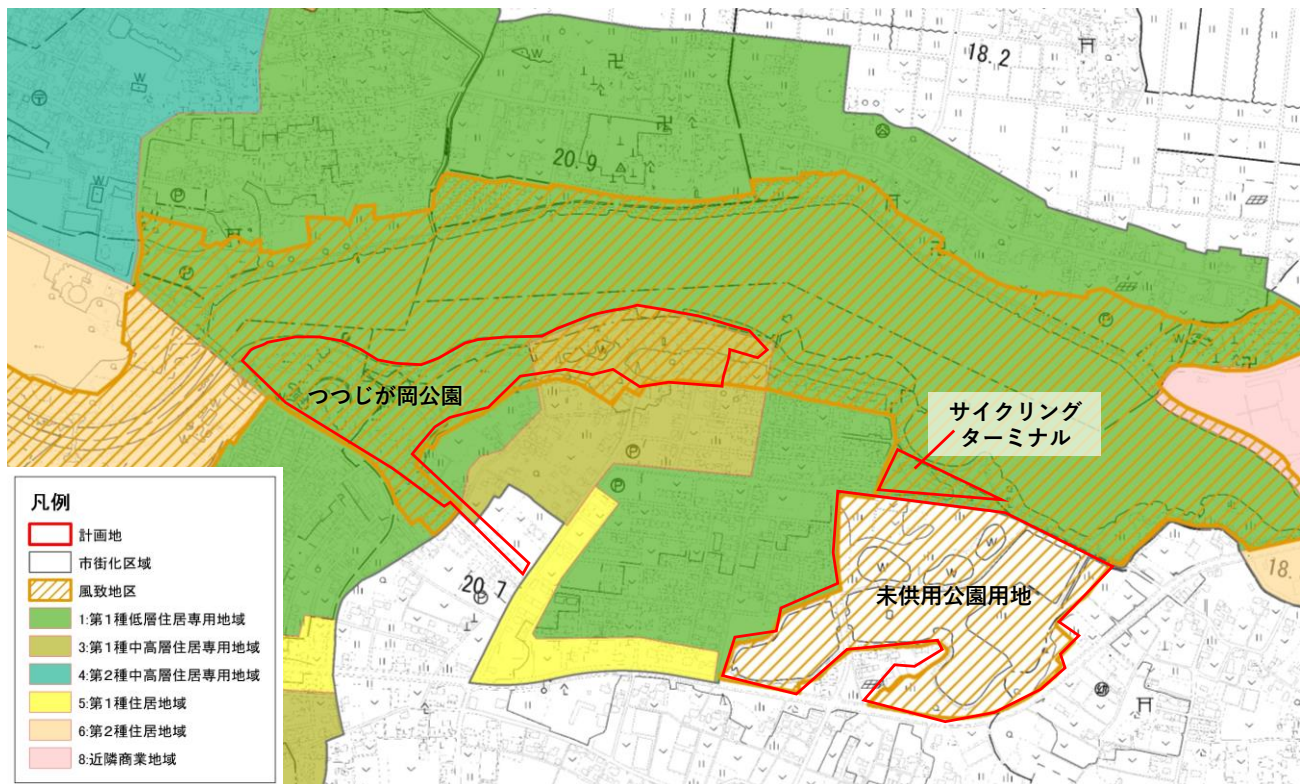 18.2
20.9
つつじが岡公園
サイクリング
ターミナル
20.7
未供用公園用地
18.
凡例
計画地
市街化区域
風致地区
1:第1種低層住居専用地域
3:第1種中高層住居専用地域
4:第2種中高層住居専用地域
5:第1種住居地域
6:第2種住居地域
8:近隣商業地域